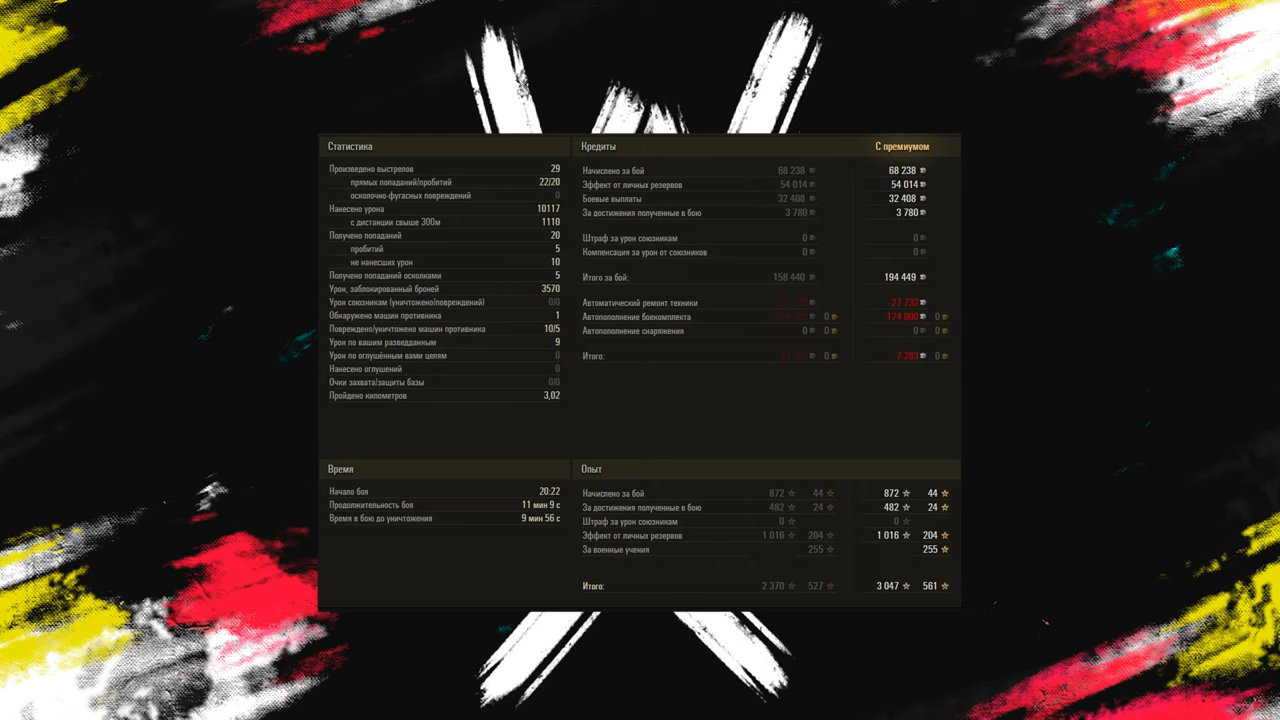 Статистика
Произведено выстрелов 29
прямых попаданий/пробитий 22/20
осколочно-фугасных повреждений 0
Нанесено урона 10117
с дистанции свыше 300м 1110
Получено попаданий 20
пробитий 5
не нанесших урон 10
Получено попаданий осколками 5
Урон, заблокированный броней 3570
Урон союзникам (уничтожено/повреждений) 0/0
Обнаружено машин противника 1
Повреждено/уничтожено машин противника 10/5
Урон по вашим разведданным 9
Урон по оглушённым вами целям 0
Нанесено оглушений 0
Очки захвата/защиты базы 0/0
Пройдено километров 3,02
Кредиты С премиумом
Начислено за бой 68 238 68 238
Эффект от личных резервов 54 014 54 014
Боевые выплаты 32 408 32 408
За достижения полученные в бою 3 780 3 780
Штраф за урон союзникам 0 0
Компенсация за урон от союзников 0 0
Итого за бой: 158 440 194 449
Автоматический ремонт техники -27 732
Автопополнение боекомплекта -174 000 0
Автопополнение снаряжения 0 0 0 0
Итого: 0 -7 283 0
Время
Начало боя 20:22
Продолжительность боя 11 мин 9 с
Время в бою до уничтожения 9 мин 56 с
Опыт
Начислено за бой 872 44 872 44
За достижения полученные в бою 482 24 482 24
Штраф за урон союзникам 0 0
Эффект от личных резервов 1 016 204 1 016 204
За военные учения 255 255
Итого: 2 370 527 3 047 561